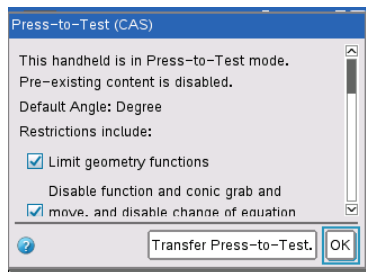 Press-to-Test (CAS)
This handheld is in Press-to-Test mode.
Pre-existing content is disabled.
Default Angle: Degree
Restrictions include:
Limit geometry functions
Disable function and conic grab and
move, and disable change of equation
?
Transfer Press-to-Test.
OK